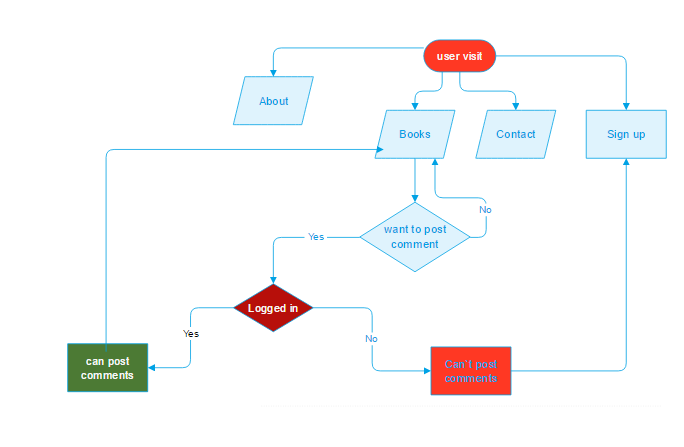 user visit
About
Books
Contact
Sign up
want to post
comment
No
Yes
Logged in
Yes
No
can post
comments
Can`t post
comments